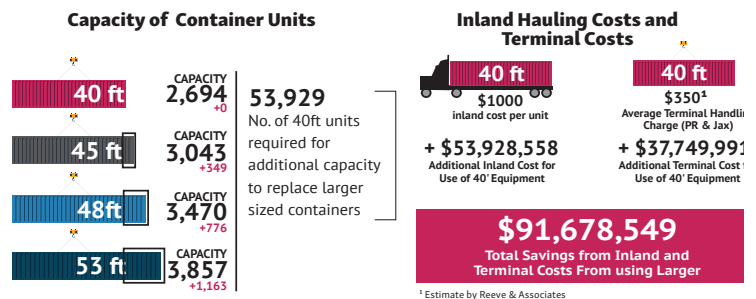 Capacity of Container Units
40 ft
CAPACITY
2,694
+0
45 ft
CAPACITY
3,043
+349
48ft
CAPACITY
3,470
+776
53 ft
CAPACITY
3,857
+1,163
53,929
No. of 40ft units
required for
additional capacity
to replace larger
sized containers
Inland Hauling Costs and
Terminal Costs
40 ft
$1000
inland cost per unit
+ $53,928,558
Additional Inland Cost for
Use of 40' Equipment
40 ft
$350¹
Average Terminal Handlin
Charge (PR & Jax)
+ $37,749,991
Additional Terminal Cost f
Use of 40' Equipment
$91,678,549
Total Savings from Inland and
Terminal Costs From using Larger
¹ Estimate by Reeve & Associates